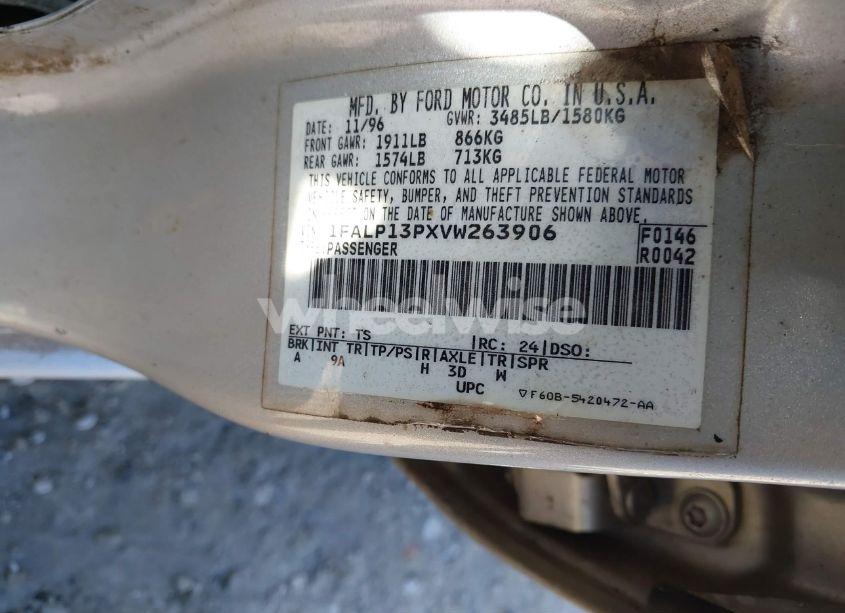 MFD. BY FORD MOTOR CO. IN U.S.A.
DATE: 11/96 GVWR: 3485LB/1580KG
FRONT GAWR: 1911LB 866KG
REAR GAWR: 1574LB 713KG
THIS VEHICLE CONFORMS TO ALL APPLICABLE FEDERAL MOTOR
VEHICLE SAFETY, BUMPER, AND THEFT PREVENTION STANDARDS
IN EFFECT ON THE DATE OF MANUFACTURE SHOWN ABOVE.
1FALP13PXVW263906 F0146
PASSENGER R0042
wheelwise
EXT PNT: TS RC: 24 DSO:
BRK INT TR TP/PS R AXLE TR SPR
A 9A H 3D W
UPC ▽F60B-5420472-AA